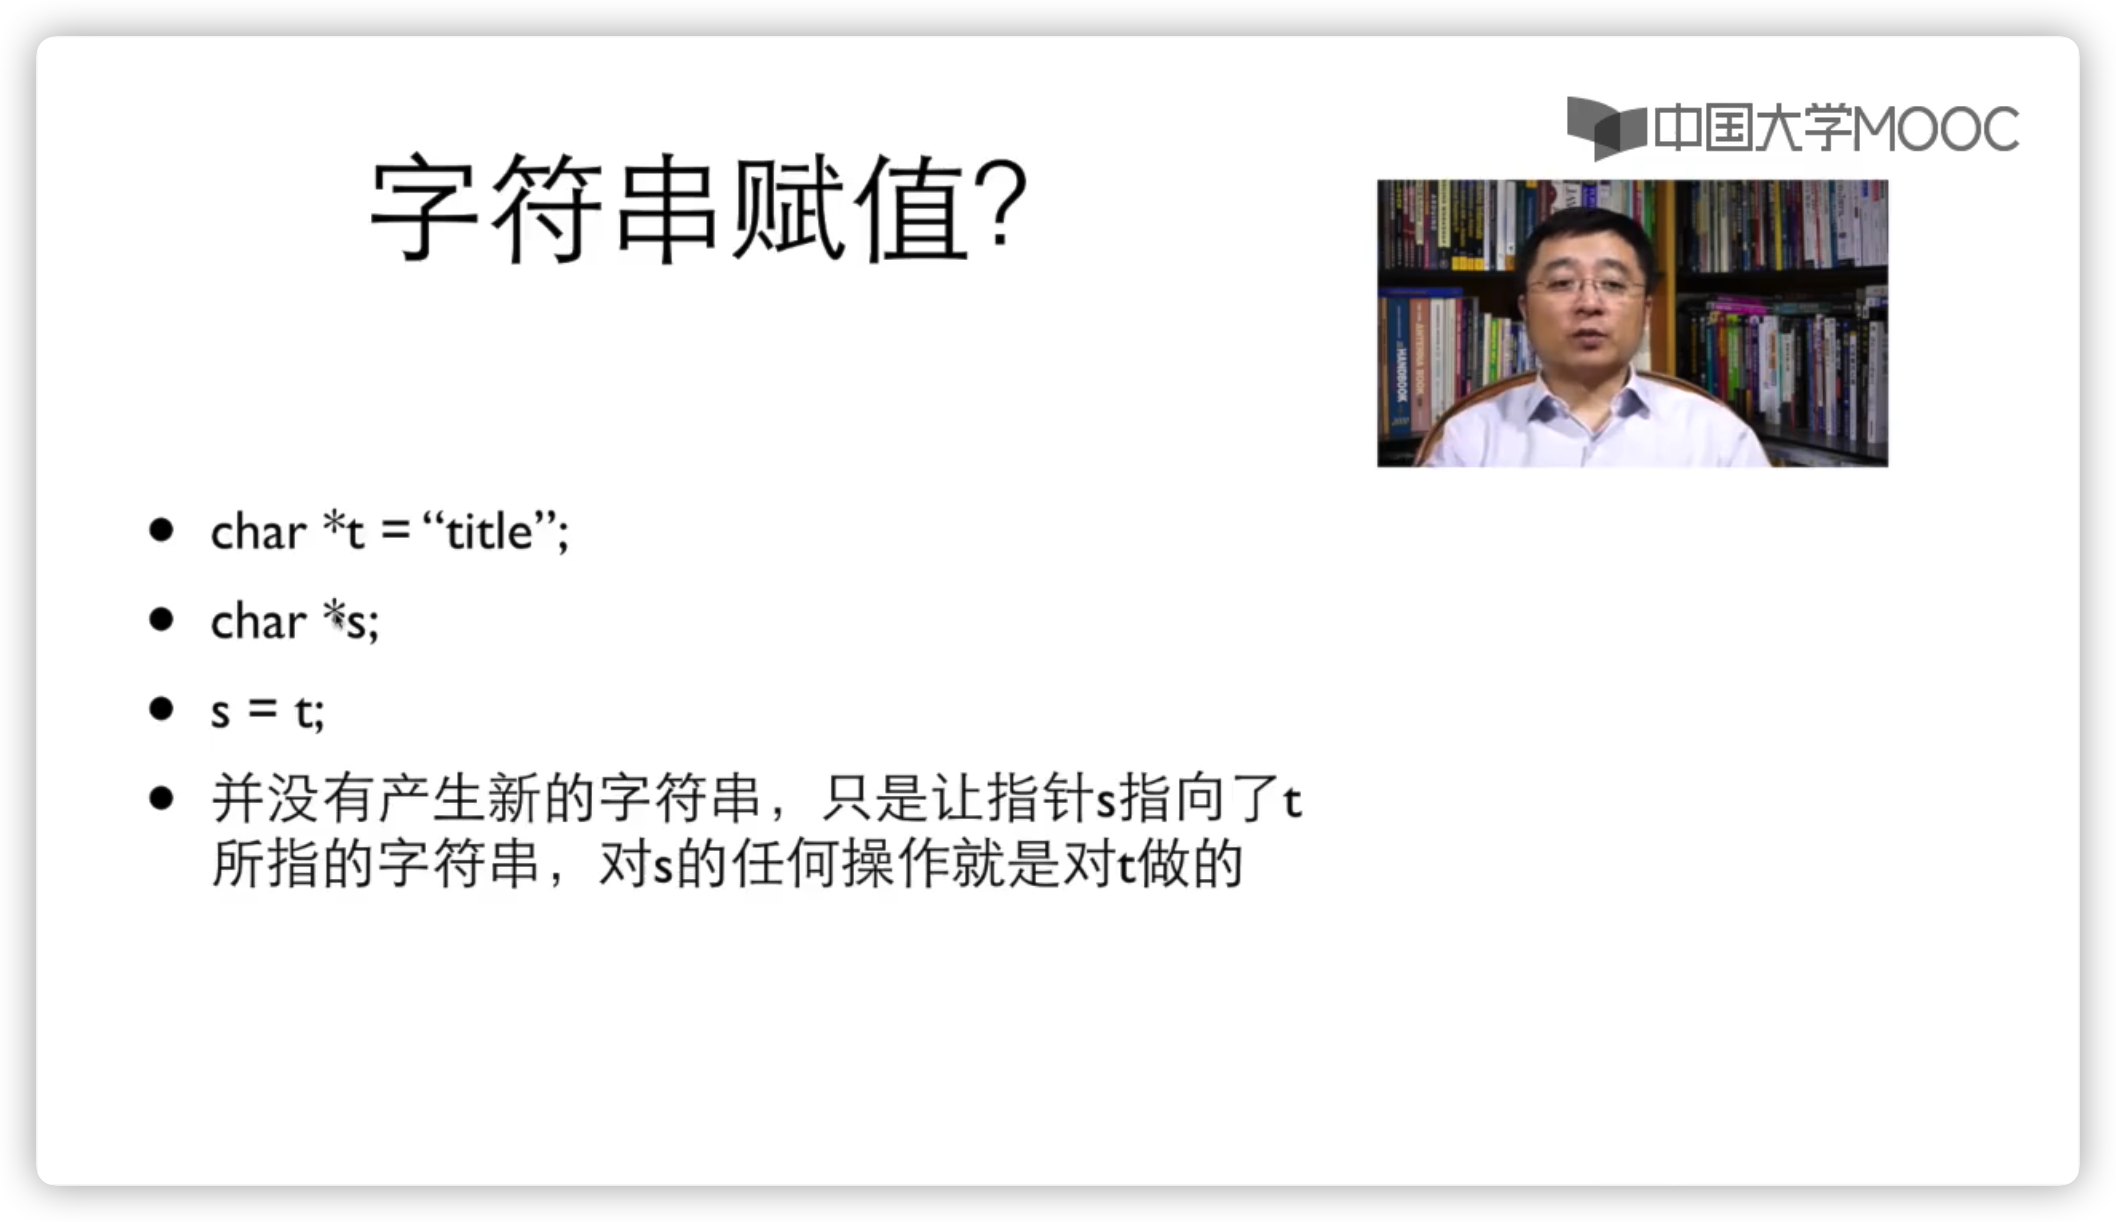 中国大学MOOC
字符串赋值?
HANDBOOK
char *t = “title”;
char *s;
s = t;
并没有产生新的字符串，只是让指针s指向了t
所指的字符串，对s的任何操作就是对t做的